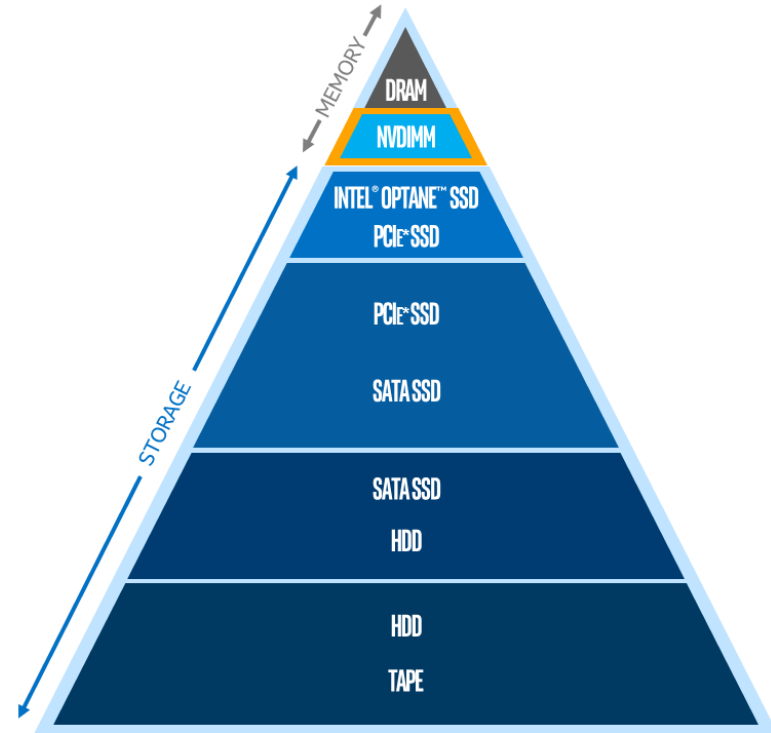 MEMORY
DRAM
NVDIMM
INTEL® OPTANE™ SSD
PCIE* SSD
STORAGE
PCIE* SSD
SATA SSD
SATA SSD
HDD
HDD
TAPE